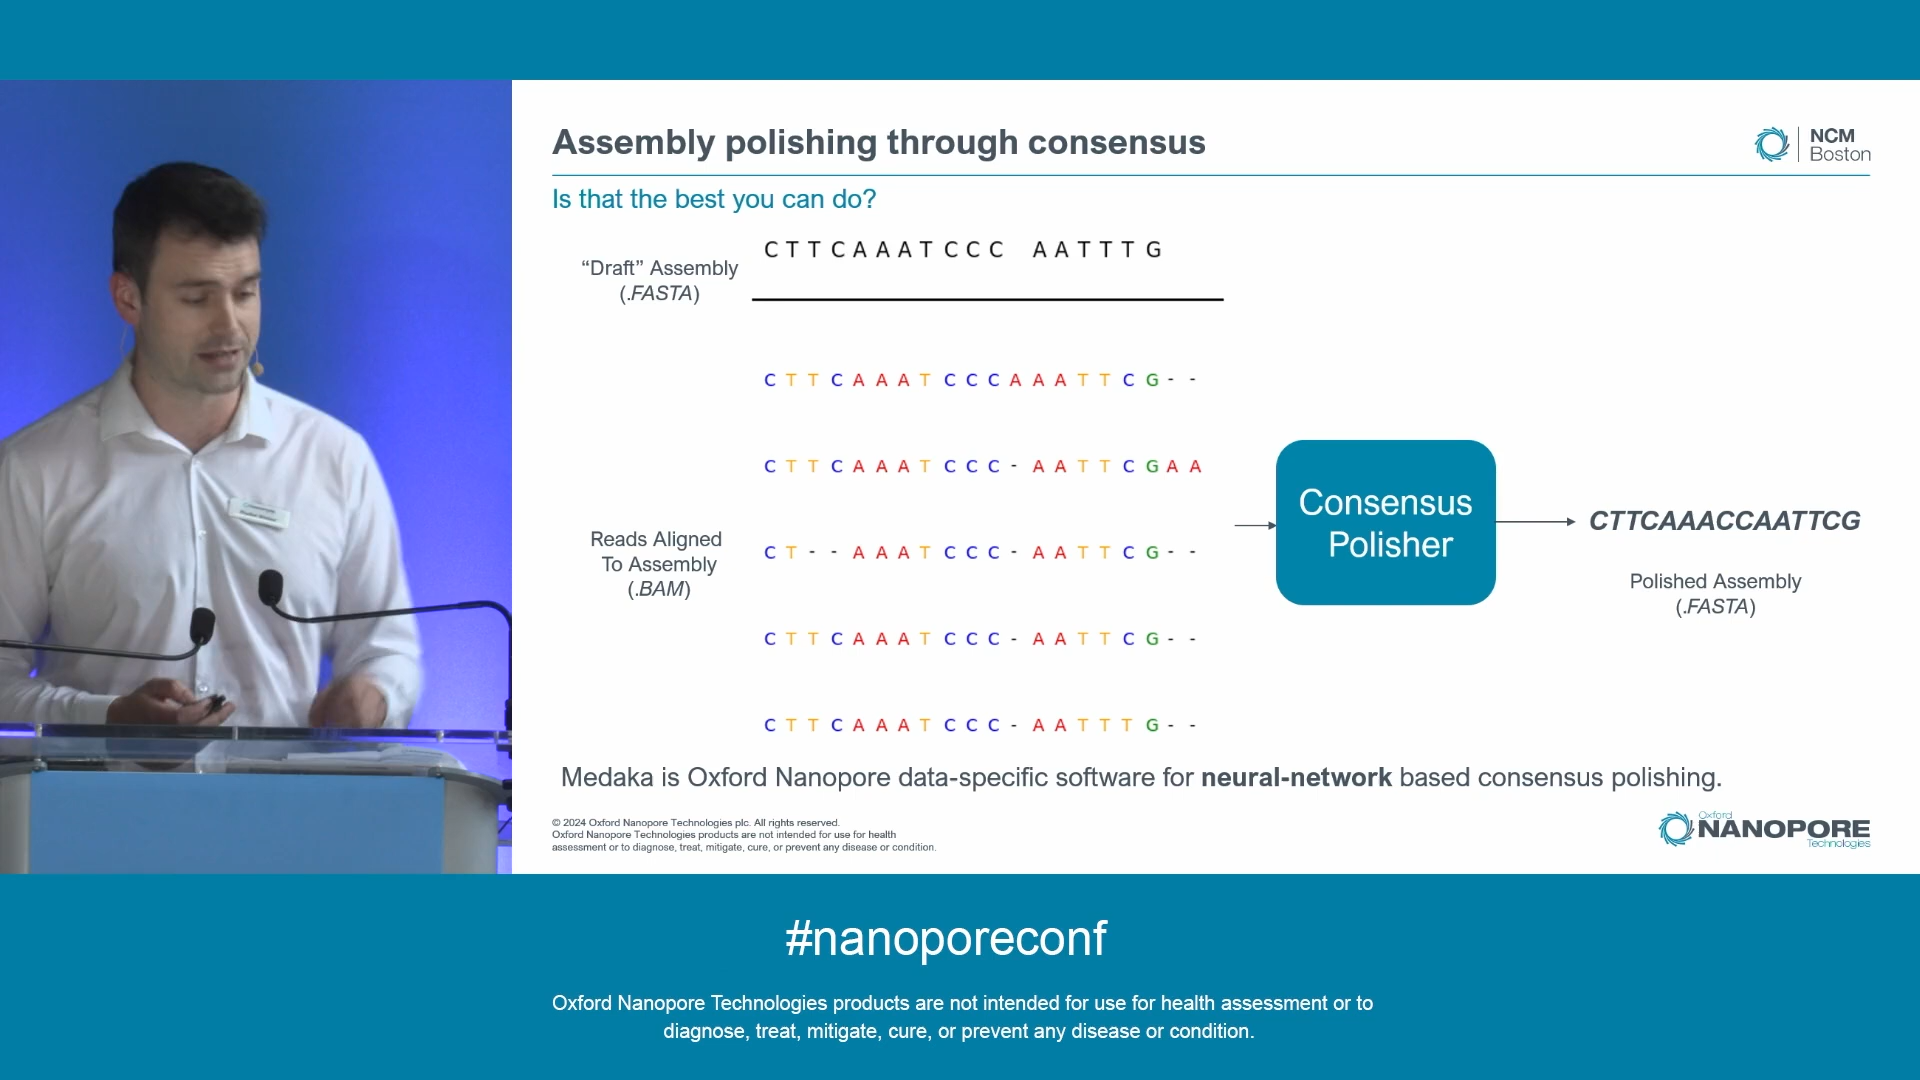 Assembly polishing through consensus
NCM
Boston
Is that the best you can do?
“Draft” Assembly
(.FASTA)
C T T C A A A T C C C A A T T T G
C T T C A A A T C C C A A A T T C G - -
C T T C A A A T C C C - A A T T C G A A
C T - - A A A T C C C - A A T T C G - -
C T T C A A A T C C C - A A T T C G - -
C T T C A A A T C C C - A A T T T G - -
Reads Aligned
To Assembly
(.BAM)
Consensus
Polisher
CTTCAAACCAATTCG
Polished Assembly
(.FASTA)
Medaka is Oxford Nanopore data-specific software for neural-network based consensus polishing.
© 2024 Oxford Nanopore Technologies plc. All rights reserved.
Oxford Nanopore Technologies products are not intended for use for health
assessment or to diagnose, treat, mitigate, cure, or prevent any disease or condition.
Oxford
NANOPORE
Technologies
#nanoporeconf
Oxford Nanopore Technologies products are not intended for use for health assessment or to
diagnose, treat, mitigate, cure, or prevent any disease or condition.